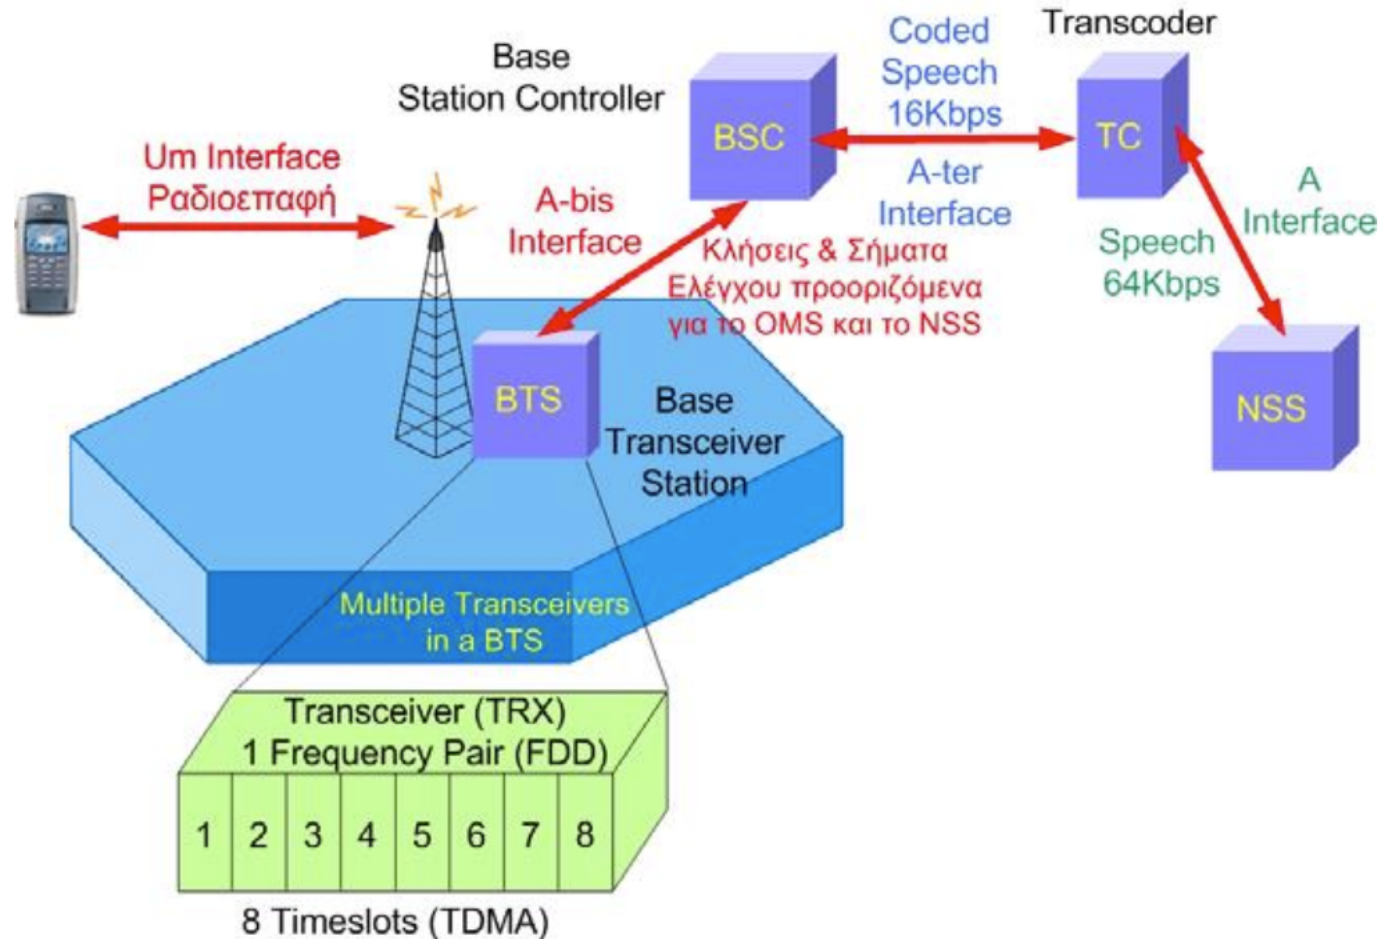 Base
Station Controller
Coded
Speech
16Kbps
Transcoder
BSC
TC
Um Interface
Ραδιοεπαφή
A-bis
Interface
A-ter
Interface
A
Interface
Speech
64Kbps
Κλήσεις & Σήματα
Ελέγχου προοριζόμενα
για το OMS και το NSS
BTS
Base
Transceiver
Station
NSS
Multiple Transceivers
in a BTS
Transceiver (TRX)
1 Frequency Pair (FDD)
1 2 3 4 5 6 7 8
8 Timeslots (TDMA)